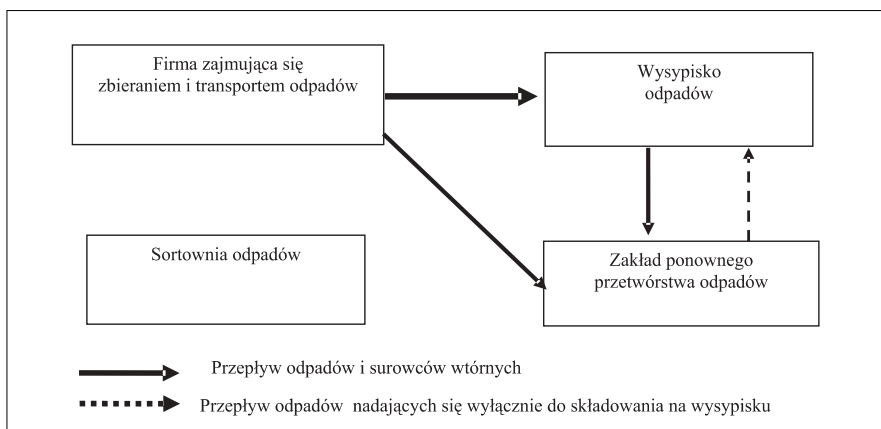 Firma zajmująca się
zbieraniem i transportem odpadów
Wysypisko
odpadów
Sortownia odpadów
Zakład ponownego
przetwórstwa odpadów
Przepływ odpadów i surowców wtórnych
Przepływ odpadów nadających się wyłącznie do składowania na wysypisku